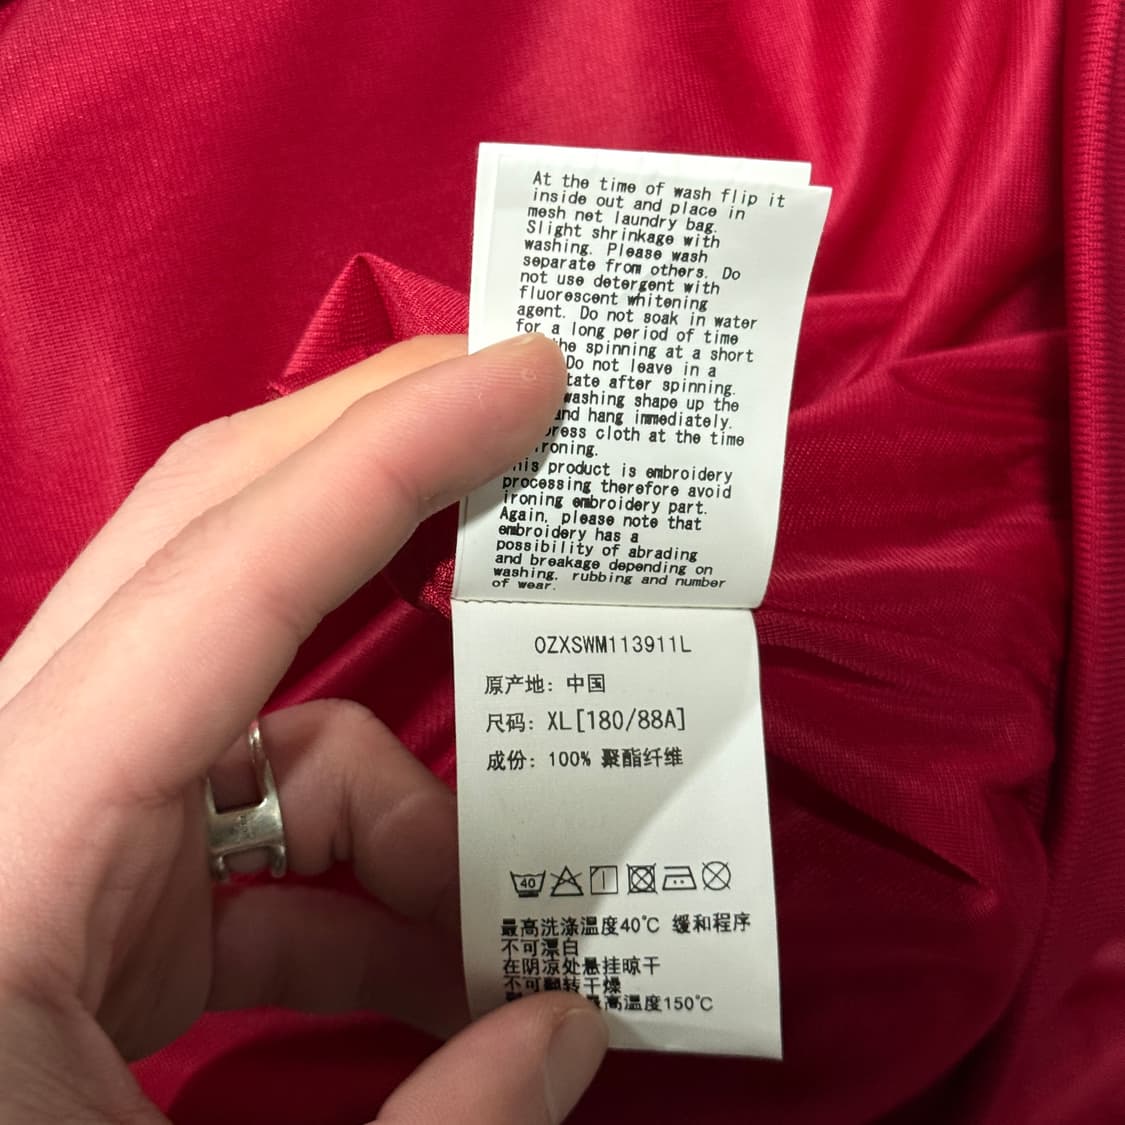 At the time of wash flip it
inside out and place in
mesh net laundry bag.
Slight shrinkage with
washing. Please wash
separate from others. Do
not use detergent with
fluorescent whitening
agent. Do not soak in water
for a long period of time
the spinning at a short
Do not leave in a
tate after spinning.
washing shape up the
and hang immediately.
press cloth at the time
ironing.
his product is embroidery
processing therefore avoid
ironing embroidery part.
Again, please note that
embroidery has a
possibility of abrading
and breakage depending on
washing, rubbing and number
of wear.
OZXSWM113911L
原产地: 中国
尺码: XL[180/88A]
成份: 100% 聚酯纤维
40
最高洗涤温度40℃ 缓和程序
不可漂白
在阴凉处悬挂晾干
不可翻转干燥
最高温度150℃